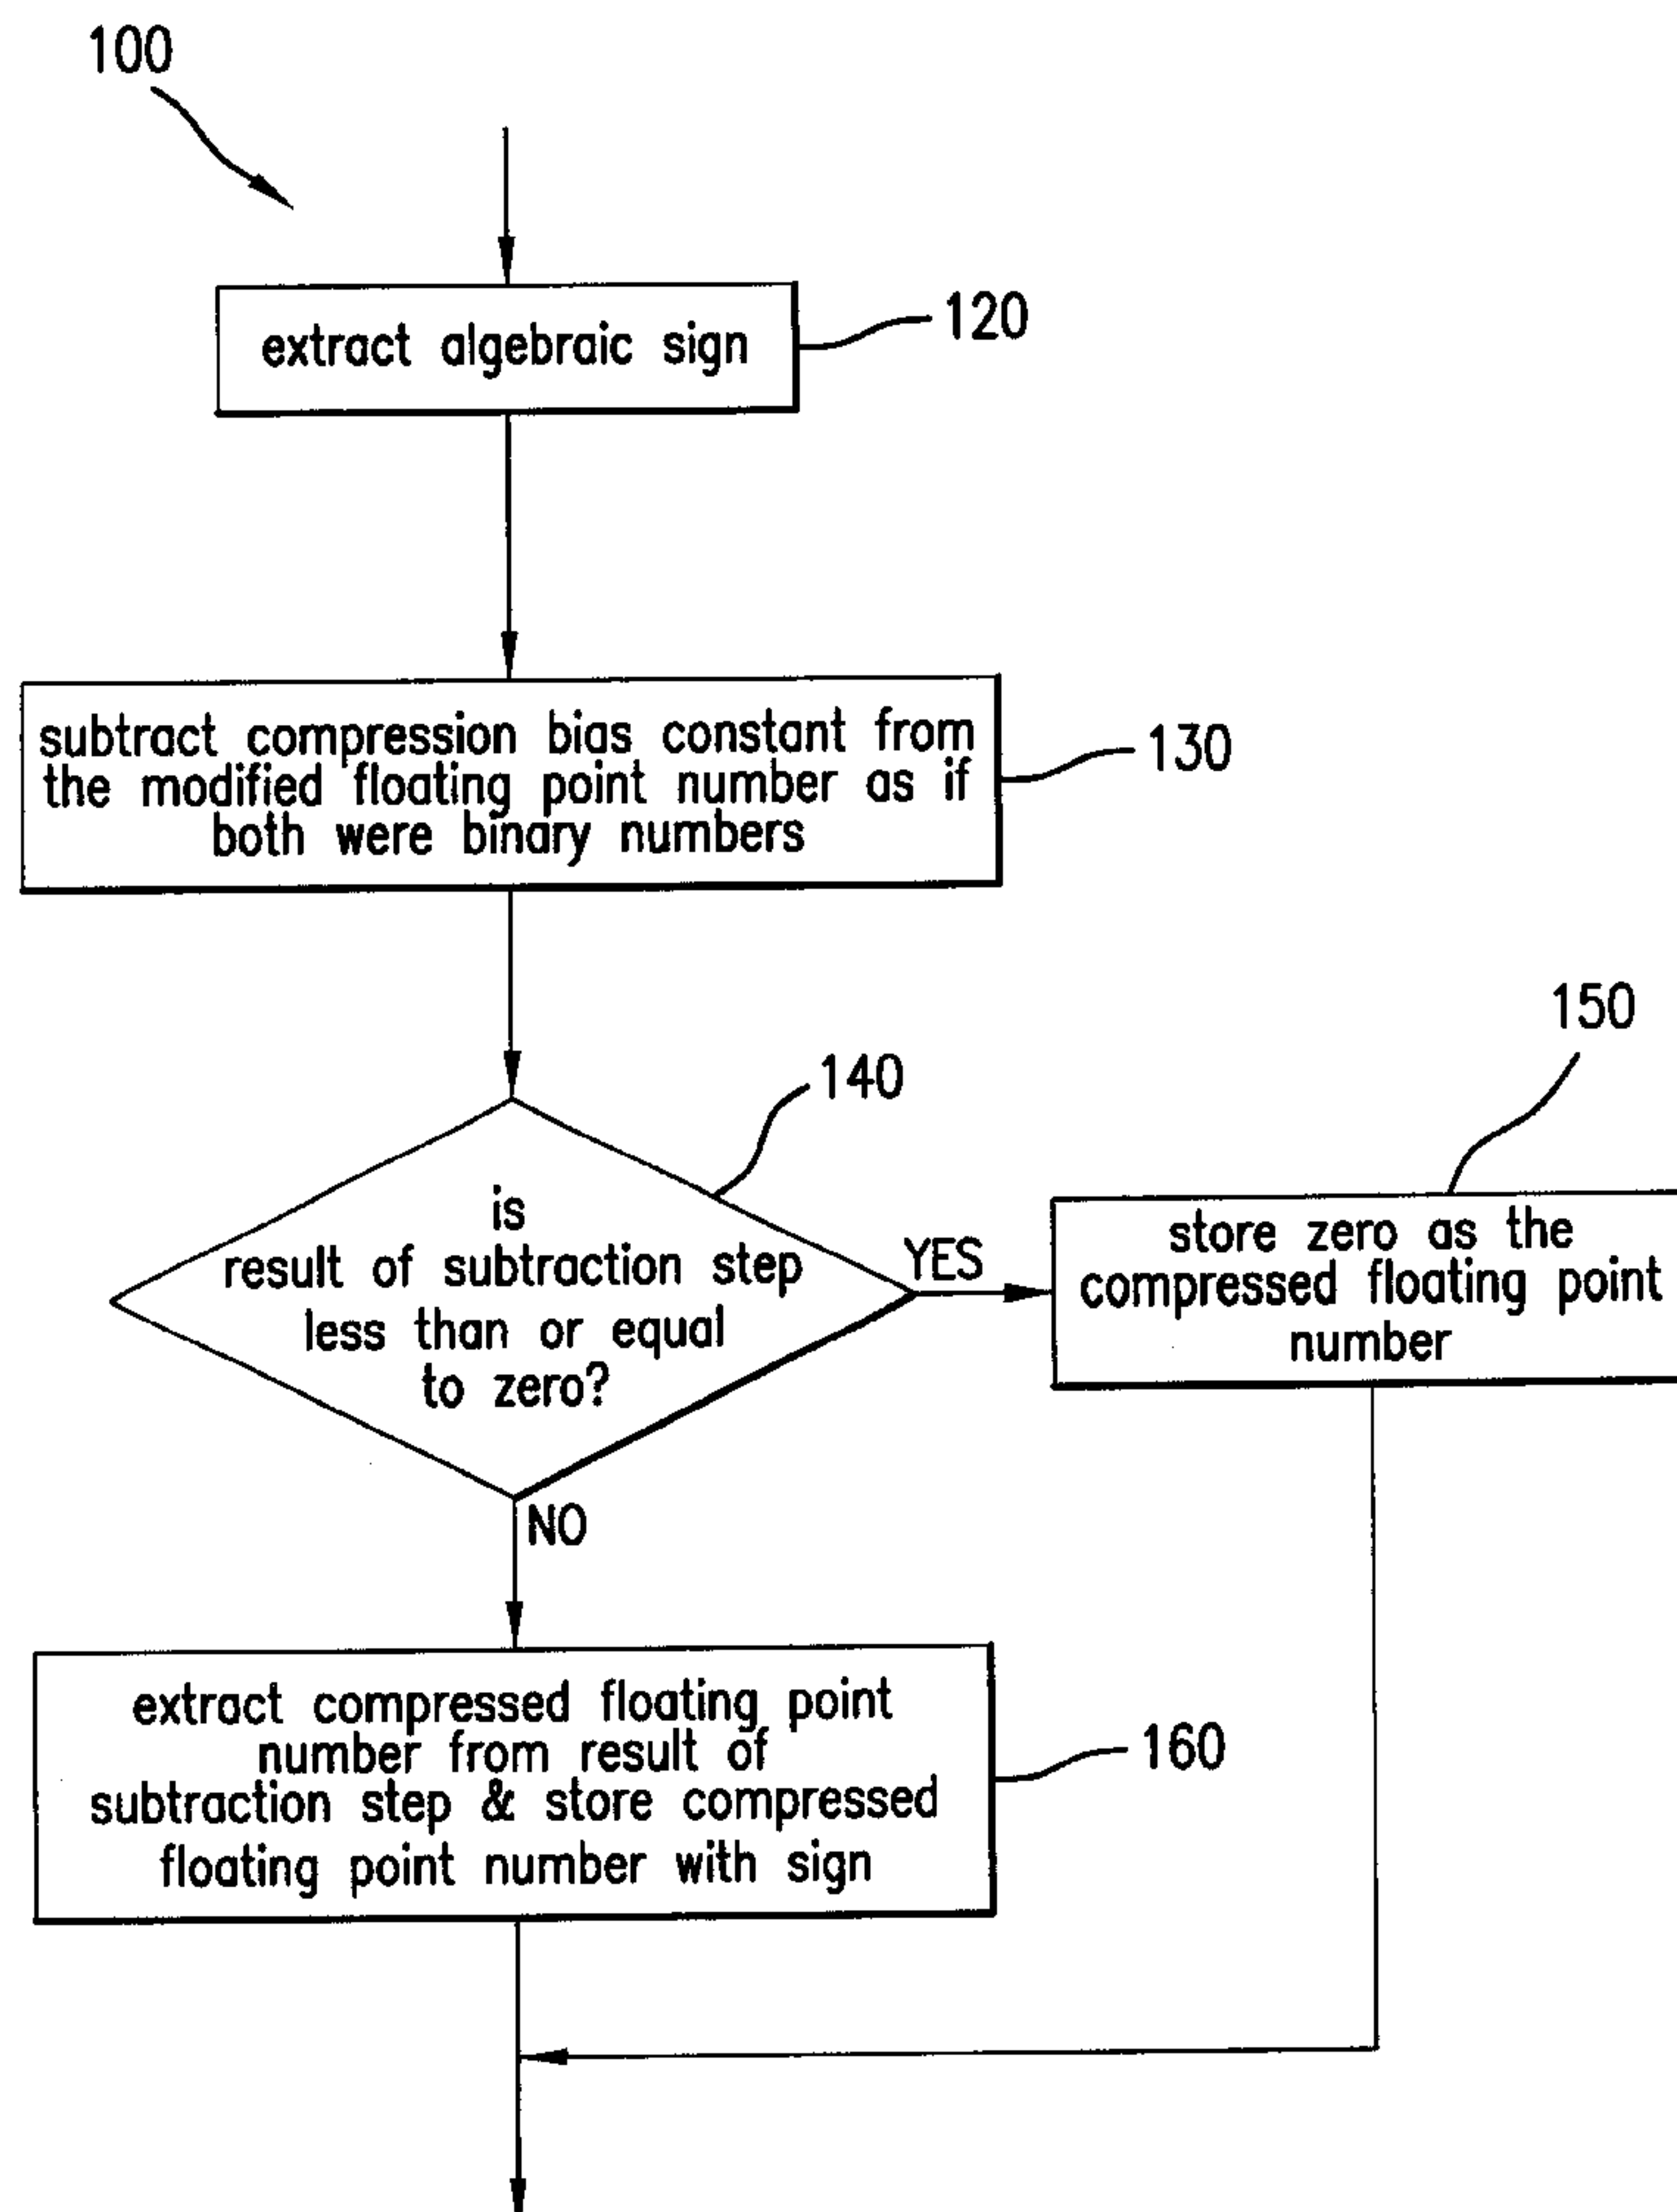 100
extract algebraic sign
120
subtract compression bias constant from
the modified floating point number as if
both were binary numbers
130
140
150
is
result of subtraction step
less than or equal
to zero?
YES
store zero as the
compressed floating point
number
NO
extract compressed floating point
number from result of
subtraction step & store compressed
floating point number with sign
160